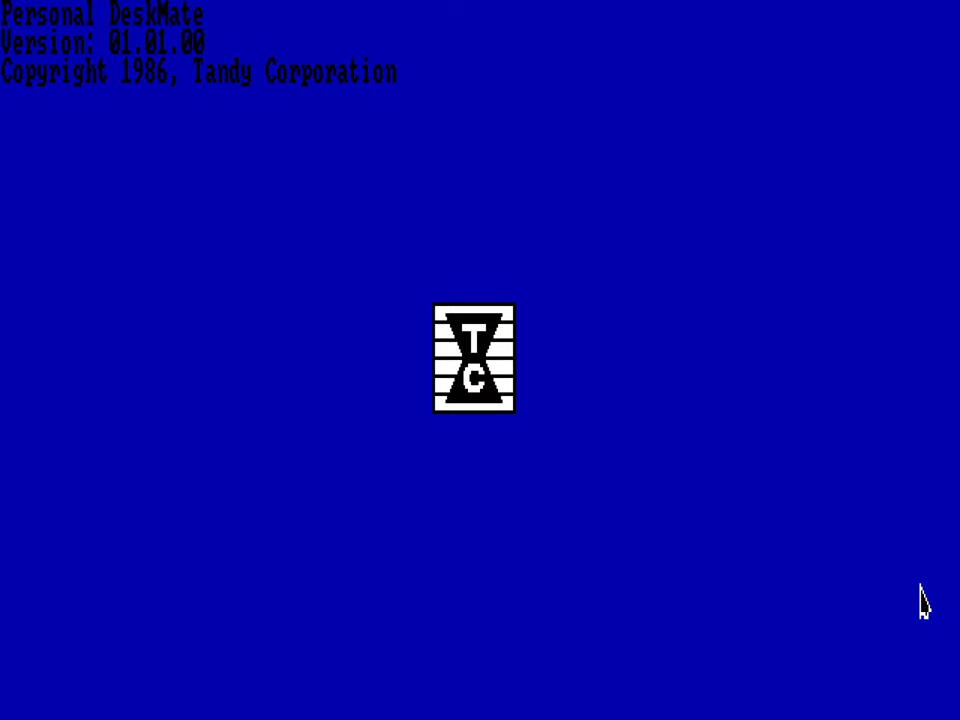 Personal DeskMate
Version: 01.01.00
Copyright 1986, Tandy Corporation
T
C